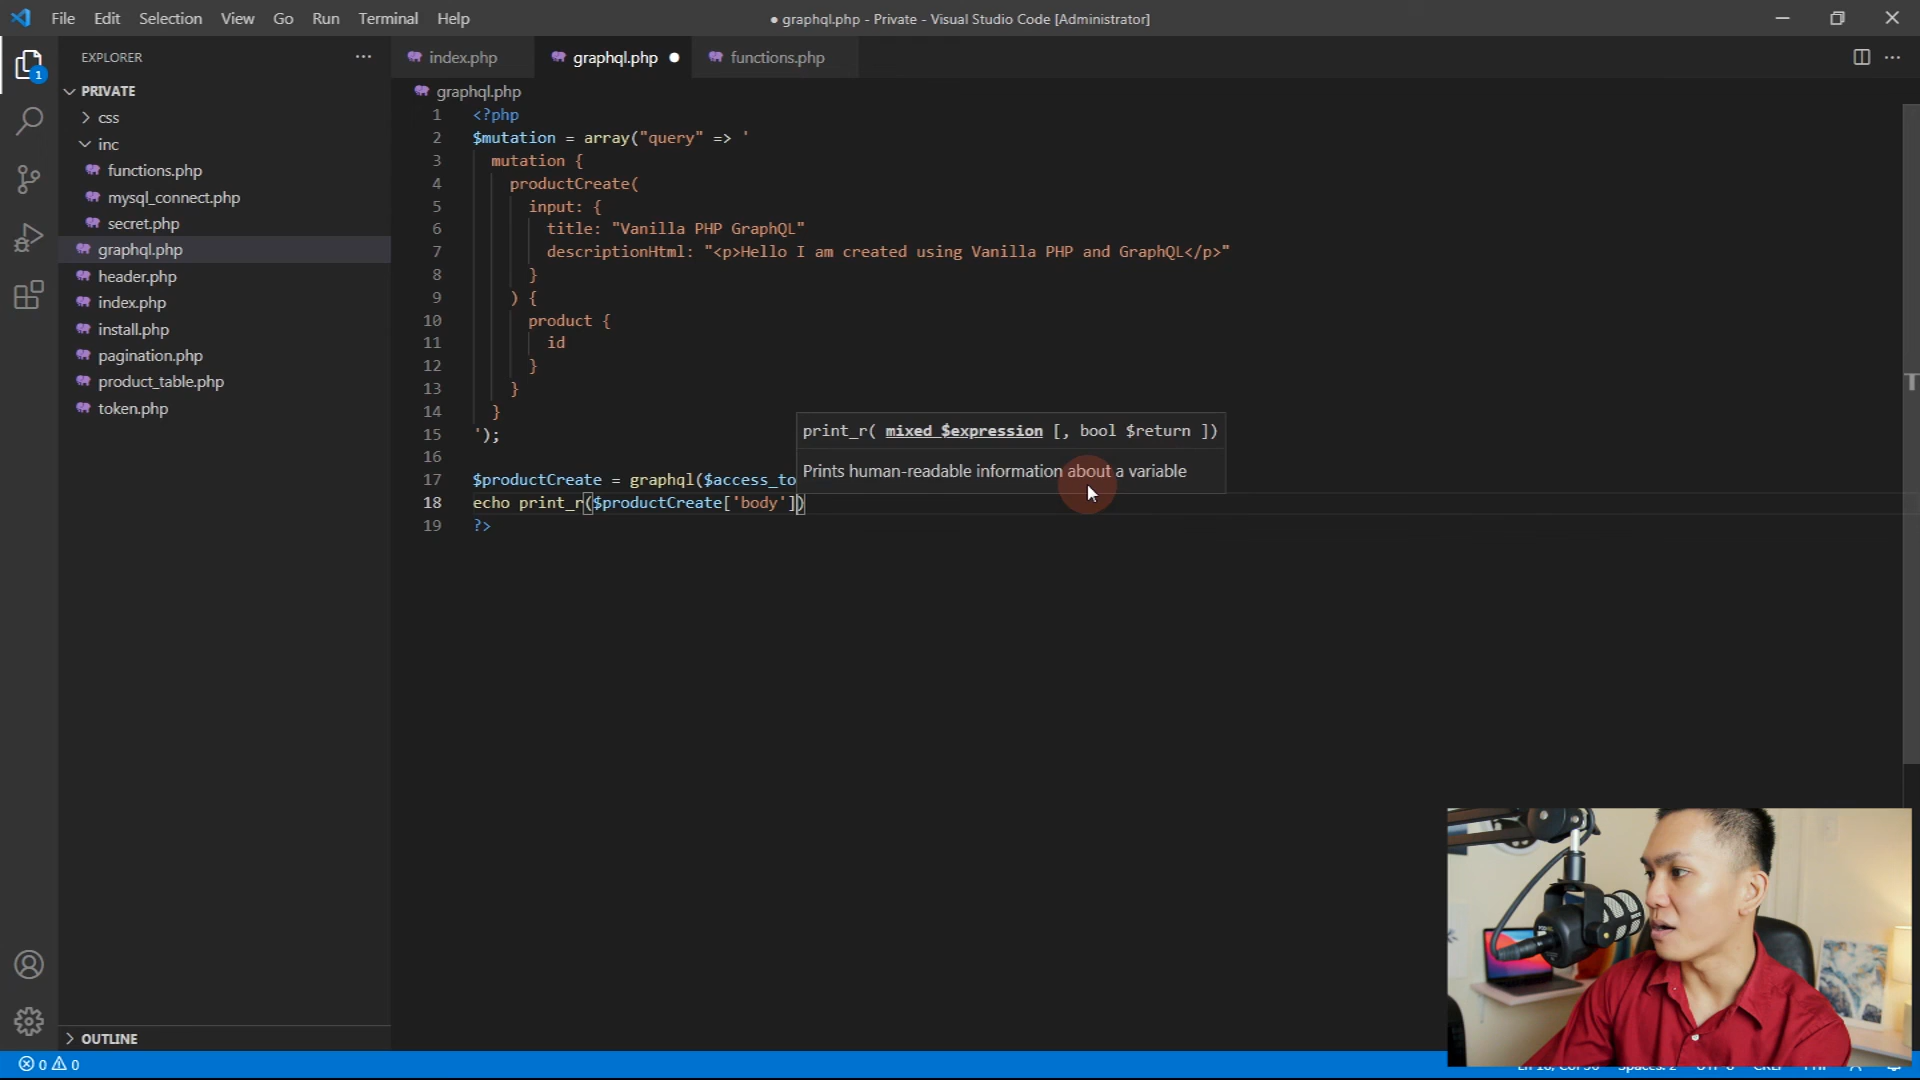 File Edit Selection View Go Run Terminal Help
● graphql.php - Private - Visual Studio Code [Administrator]
EXPLORER
1
PRIVATE
css
inc
functions.php
mysql_connect.php
secret.php
graphql.php
header.php
index.php
install.php
pagination.php
product_table.php
token.php
OUTLINE
index.php graphql.php functions.php
graphql.php
1 <?php
2 $mutation = array("query" => '
3 mutation {
4 productCreate(
5 input: {
6 title: "Vanilla PHP GraphQL"
7 descriptionHtml: "<p>Hello I am created using Vanilla PHP and GraphQL</p>"
8 }
9 ) {
10 product {
11 id
12 }
13 }
14 }
15 ');
16
17 $productCreate = graphql($access_to
18 echo print_r($productCreate['body'])
19 ?>
print_r( mixed $expression [, bool $return ])
Prints human-readable information about a variable
0 0